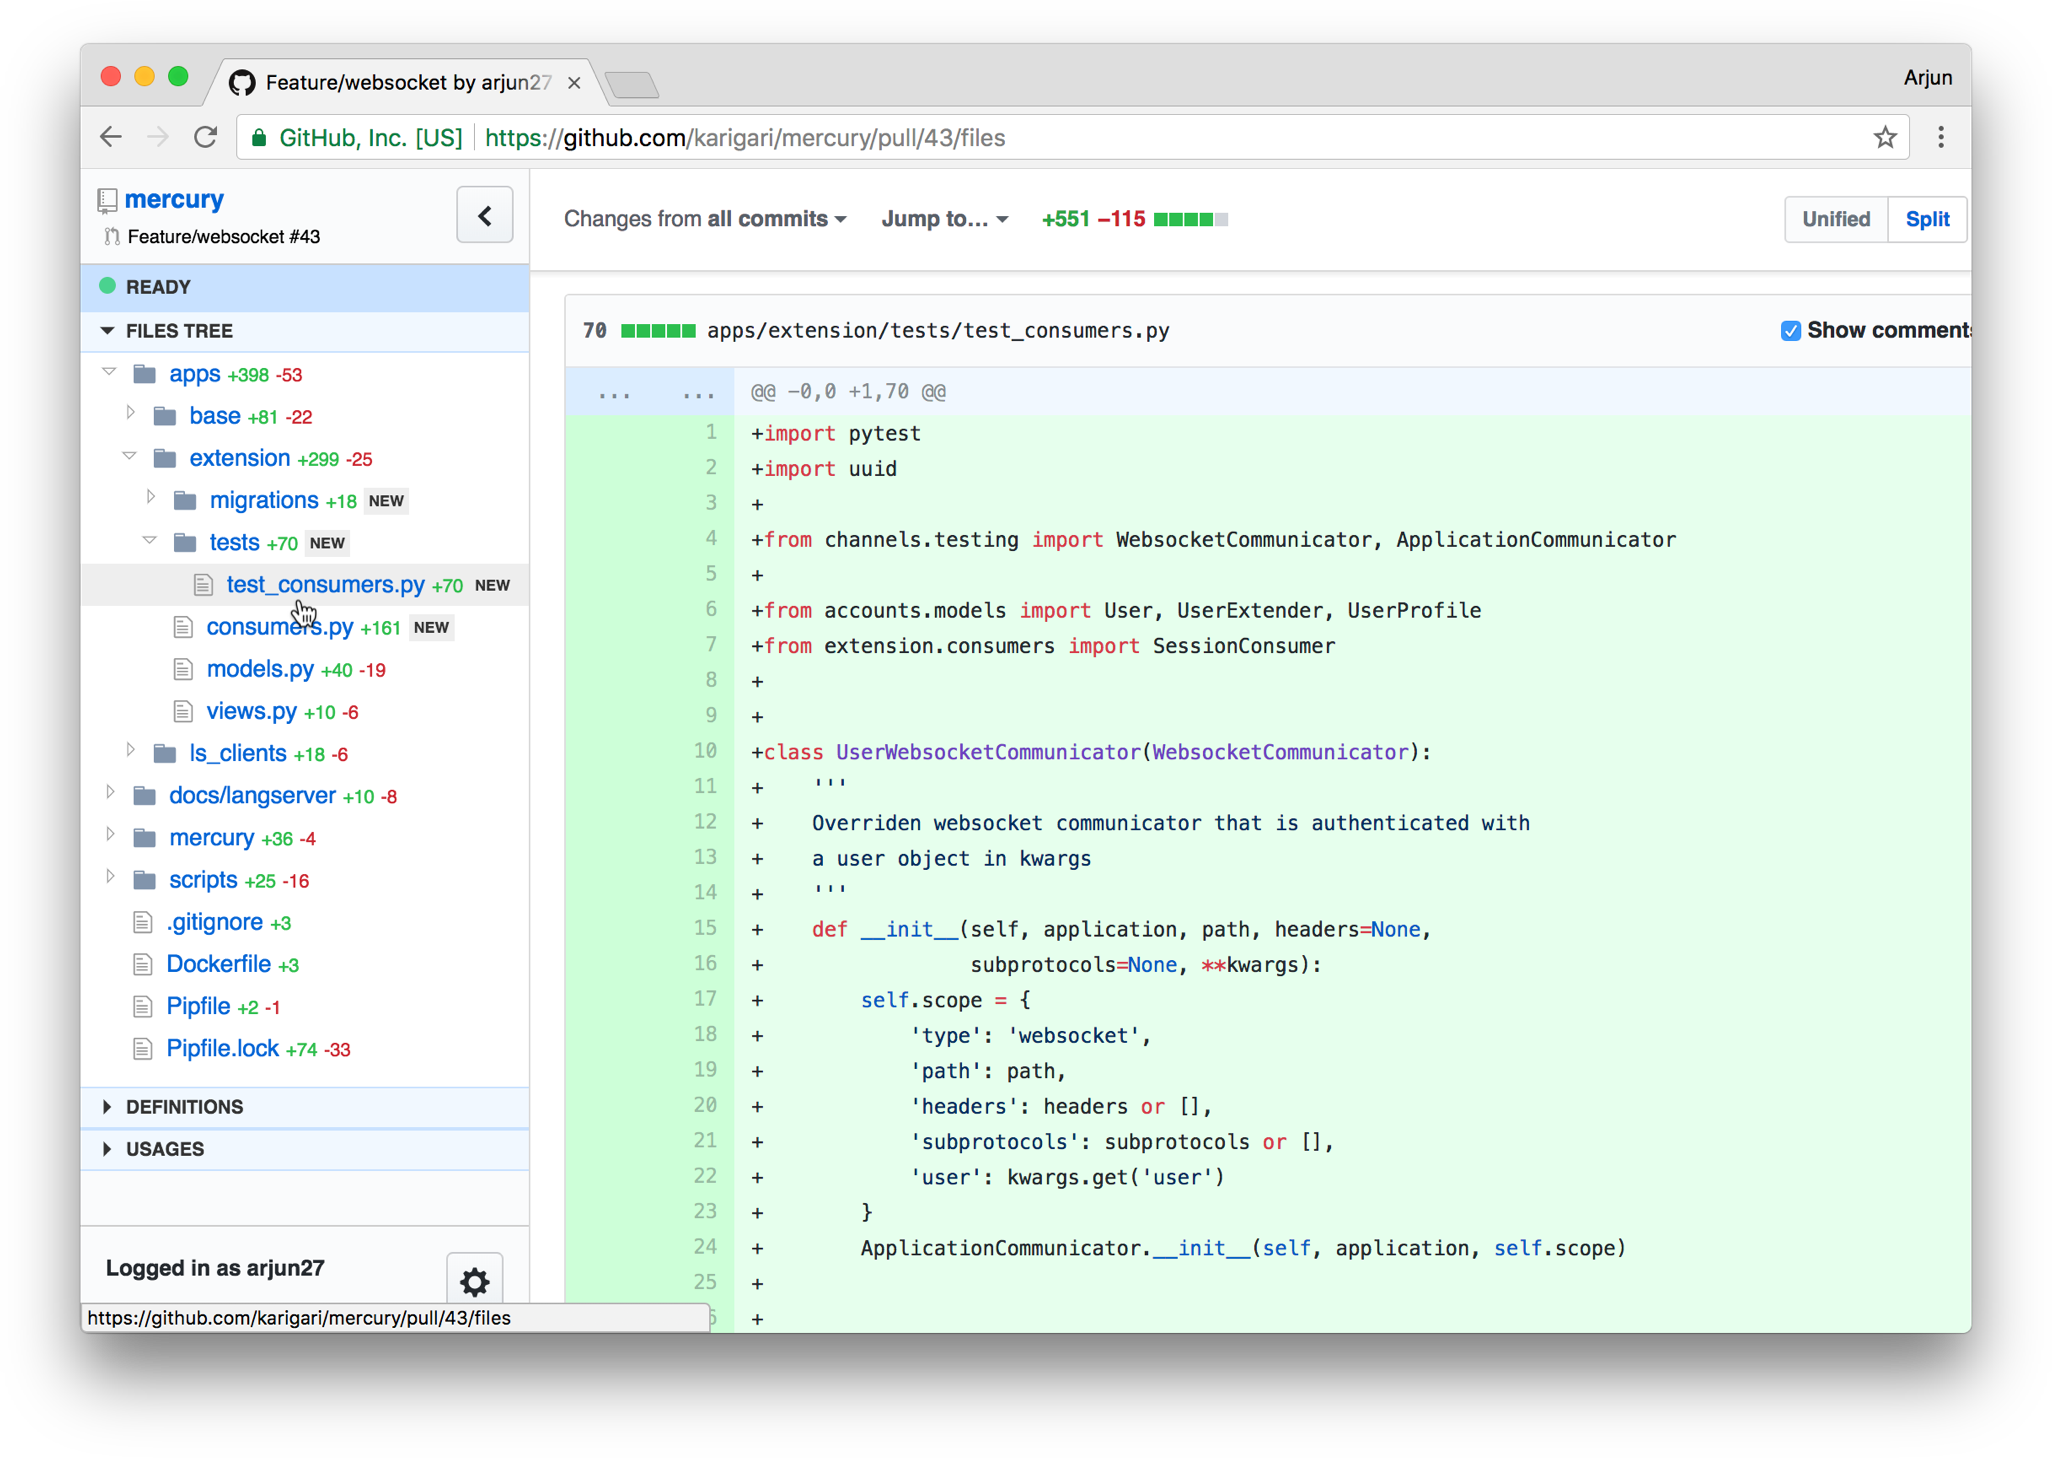 Feature/websocket by arjun27
Arjun
GitHub, Inc. [US] https://github.com/karigari/mercury/pull/43/files
mercury
Feature/websocket #43
READY
FILES TREE
apps +398 -53
base +81 -22
extension +299 -25
migrations +18 NEW
tests +70 NEW
test_consumers.py +70 NEW
consumers.py +161 NEW
models.py +40 -19
views.py +10 -6
ls_clients +18 -6
docs/langserver +10 -8
mercury +36 -4
scripts +25 -16
.gitignore +3
Dockerfile +3
Pipfile +2 -1
Pipfile.lock +74 -33
DEFINITIONS
USAGES
Logged in as arjun27
https://github.com/karigari/mercury/pull/43/files
Changes from all commits Jump to... +551 −115 Unified Split
70 apps/extension/tests/test_consumers.py Show comments
... ... @@ −0,0 +1,70 @@
1 +import pytest
2 +import uuid
3 +
4 +from channels.testing import WebsocketCommunicator, ApplicationCommunicator
5 +
6 +from accounts.models import User, UserExtender, UserProfile
7 +from extension.consumers import SessionConsumer
8 +
9 +
10 +class UserWebsocketCommunicator(WebsocketCommunicator):
11 +    '''
12 +    Overriden websocket communicator that is authenticated with
13 +    a user object in kwargs
14 +    '''
15 +    def __init__(self, application, path, headers=None,
16 +                 subprotocols=None, **kwargs):
17 +        self.scope = {
18 +            'type': 'websocket',
19 +            'path': path,
20 +            'headers': headers or [],
21 +            'subprotocols': subprotocols or [],
22 +            'user': kwargs.get('user')
23 +        }
24 +        ApplicationCommunicator.__init__(self, application, self.scope)
25 +
+